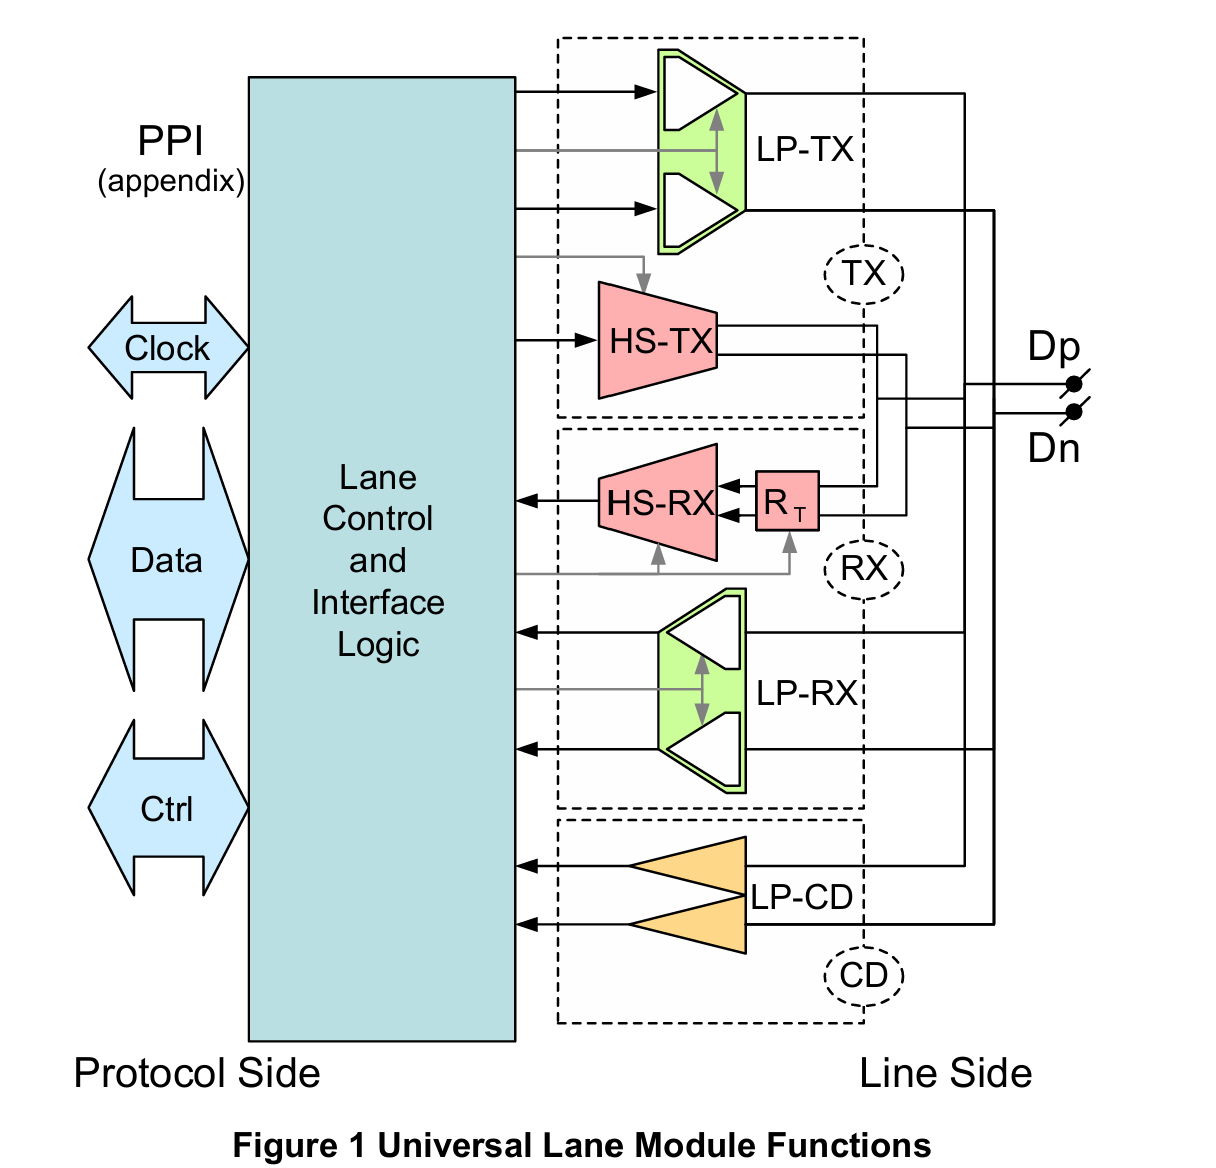 PPI
(appendix)
Clock
Data
Ctrl
Lane
Control
and
Interface
Logic
LP-TX
TX
HS-TX
HS-RX
R T
RX
LP-RX
LP-CD
CD
Dp
Dn
Protocol Side
Line Side
Figure 1 Universal Lane Module Functions